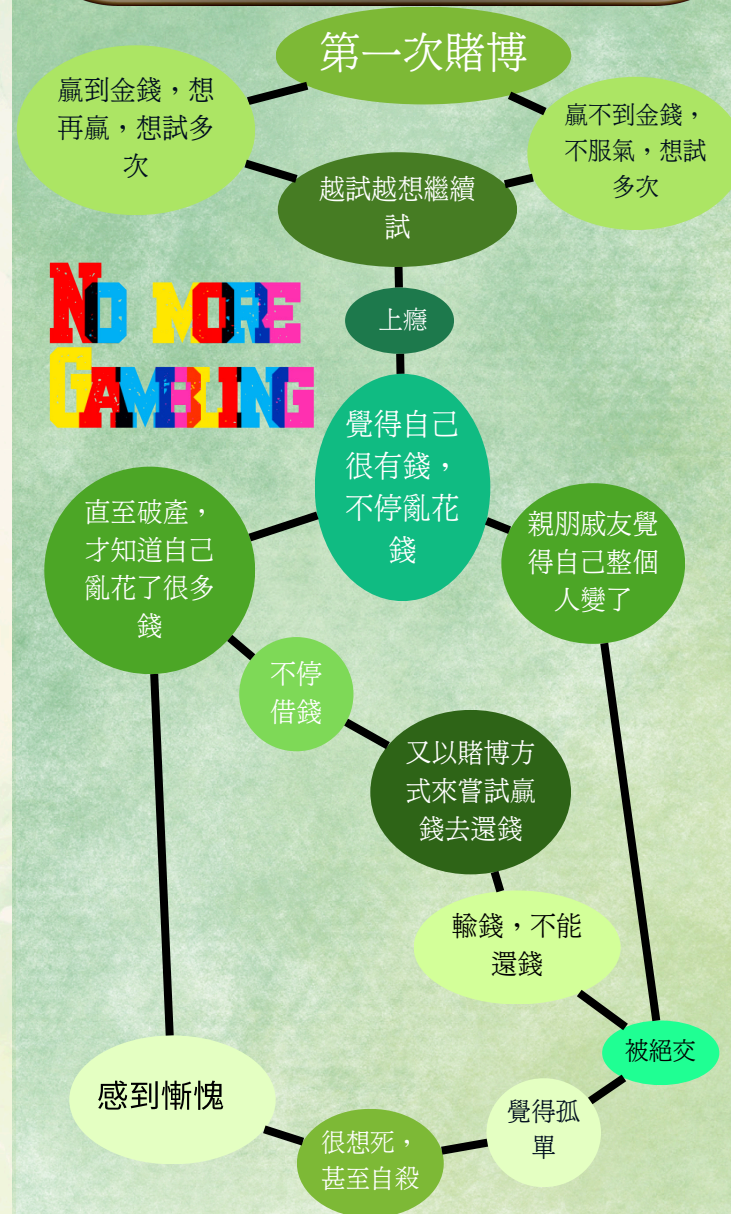 第一次賭博
贏到金錢，想
再贏，想試多
次
贏不到金錢，
不服氣，想試
多次
越試越想繼續
試
上癮
No more
Gambling
覺得自己
很有錢，
不停亂花
錢
直至破產，
才知道自己
亂花了很多
錢
親朋戚友覺
得自己整個
人變了
不停
借錢
又以賭博方
式來嘗試贏
錢去還錢
輸錢，不能
還錢
被絕交
感到慚愧
覺得孤
單
很想死，
甚至自殺